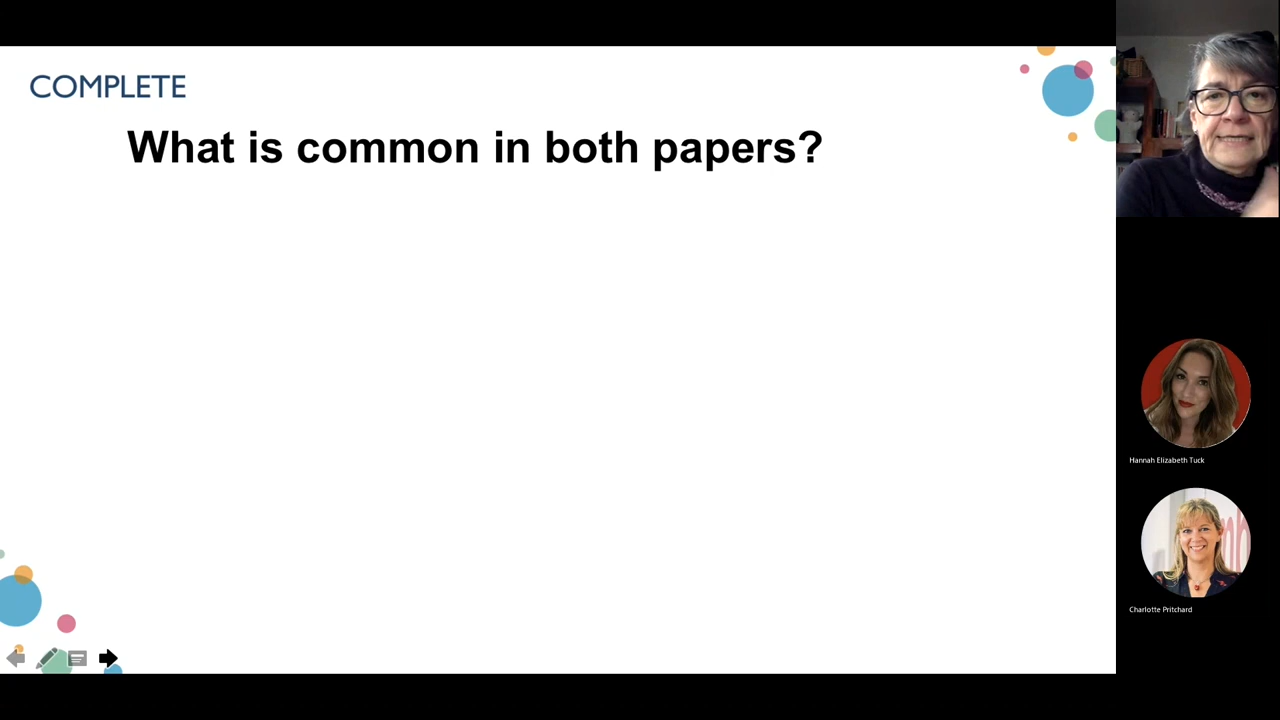 COMPLETE
What is common in both papers?
Hannah Elizabeth Tuck
Charlotte Pritchard